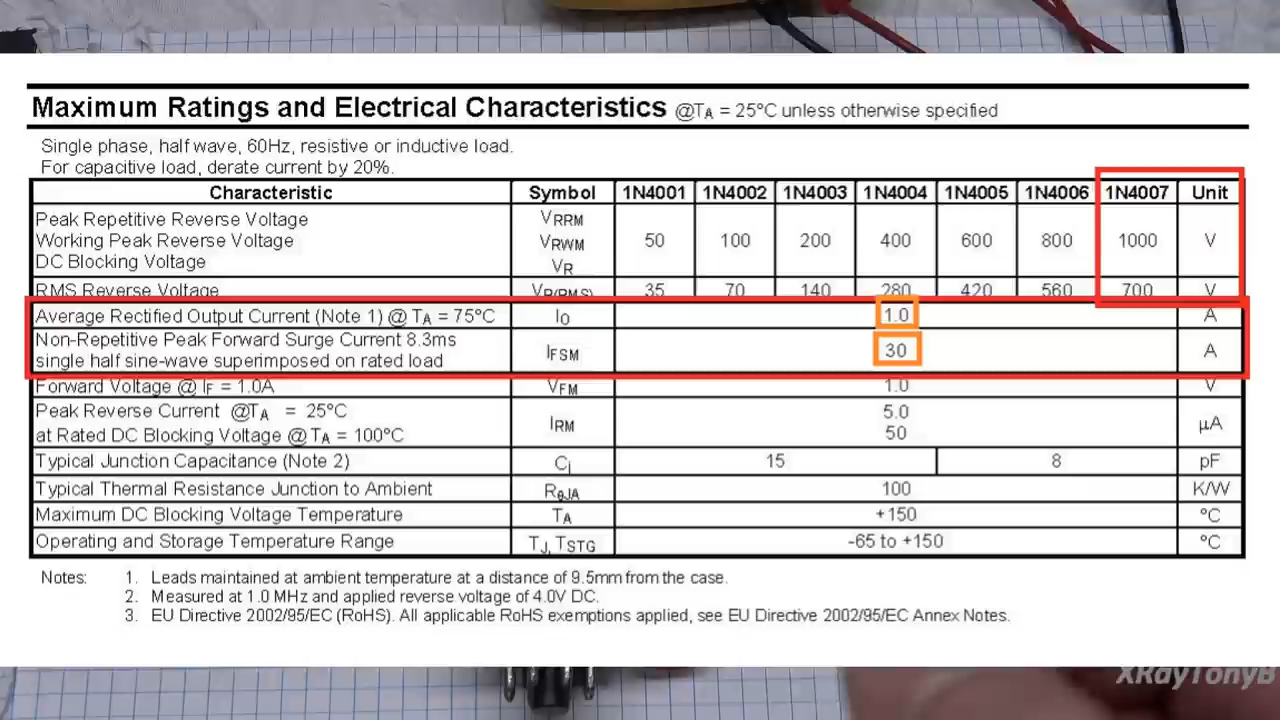 Maximum Ratings and Electrical Characteristics @TA = 25°C unless otherwise specified
Single phase, half wave, 60Hz, resistive or inductive load.
For capacitive load, derate current by 20%.
Characteristic Symbol 1N4001 1N4002 1N4003 1N4004 1N4005 1N4006 1N4007 Unit
Peak Repetitive Reverse Voltage VRRM
Working Peak Reverse Voltage VRWM 50 100 200 400 600 800 1000 V
DC Blocking Voltage VR
RMS Reverse Voltage VR(RMS) 35 70 140 280 420 560 700 V
Average Rectified Output Current (Note 1) @ TA = 75°C IO 1.0 A
Non-Repetitive Peak Forward Surge Current 8.3ms
single half sine-wave superimposed on rated load IFSM 30 A
Forward Voltage @ IF = 1.0A VFM 1.0 V
Peak Reverse Current @TA = 25°C 5.0
at Rated DC Blocking Voltage @ TA = 100°C IRM 50 µA
Typical Junction Capacitance (Note 2) Cj 15 8 pF
Typical Thermal Resistance Junction to Ambient RθJA 100 K/W
Maximum DC Blocking Voltage Temperature TA +150 °C
Operating and Storage Temperature Range TJ, TSTG -65 to +150 °C
Notes: 1. Leads maintained at ambient temperature at a distance of 9.5mm from the case.
2. Measured at 1.0 MHz and applied reverse voltage of 4.0V DC.
3. EU Directive 2002/95/EC (RoHS). All applicable RoHS exemptions applied, see EU Directive 2002/95/EC Annex Notes.
XRayTonyB